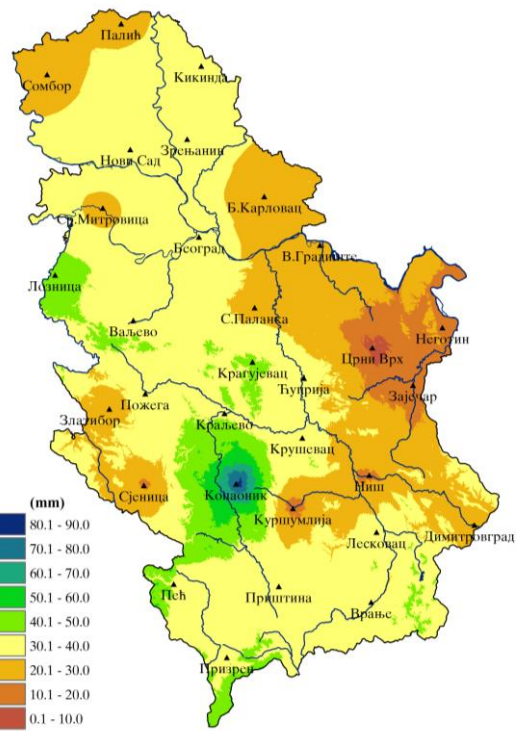 Палић
Кикинда
Сомбор
Зрењанин
Нови Сад
Б.Карловац
Ср.Митровица
Београд
В.Градиште
Лозница
С.Паланка
Ваљево
Неготин
Црни Врх
Крагујевац
Ћуприја
Зајечар
Пожега
Златибор
Краљево
Крушевац
Ниш
Сјеница
Копаоник
Куршумлија
Димитровград
Лесковац
Пећ
Приштина
Врање
Призрен
(mm)
80.1 - 90.0
70.1 - 80.0
60.1 - 70.0
50.1 - 60.0
40.1 - 50.0
30.1 - 40.0
20.1 - 30.0
10.1 - 20.0
0.1 - 10.0